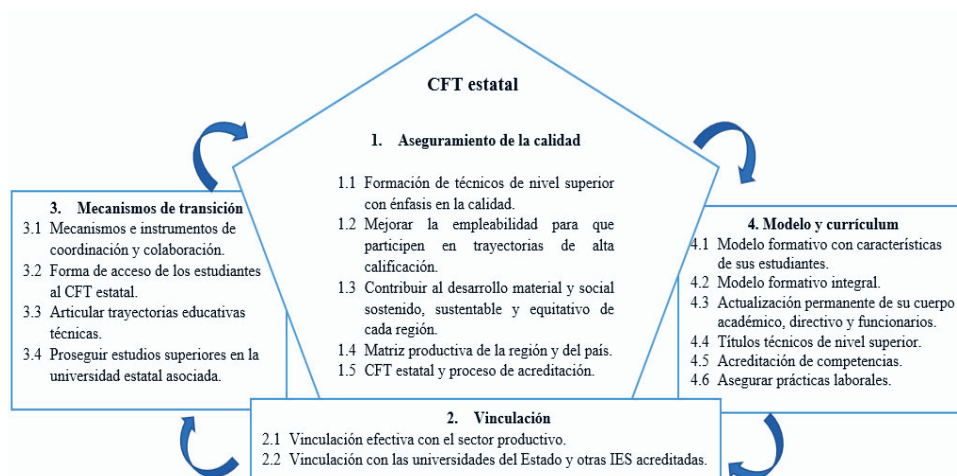 CFT estatal
1. Aseguramiento de la calidad
1.1 Formación de técnicos de nivel superior
con énfasis en la calidad.
1.2 Mejorar la empleabilidad para que
participen en trayectorias de alta
calificación.
1.3 Contribuir al desarrollo material y social
sostenido, sustentable y equitativo de
cada región.
1.4 Matriz productiva de la región y del país.
1.5 CFT estatal y proceso de acreditación.
3. Mecanismos de transición
3.1 Mecanismos e instrumentos de
coordinación y colaboración.
3.2 Forma de acceso de los estudiantes
al CFT estatal.
3.3 Articular trayectorias educativas
técnicas.
3.4 Proseguir estudios superiores en la
universidad estatal asociada.
4. Modelo y currículum
4.1 Modelo formativo con características
de sus estudiantes.
4.2 Modelo formativo integral.
4.3 Actualización permanente de su cuerpo
académico, directivo y funcionarios.
4.4 Títulos técnicos de nivel superior.
4.5 Acreditación de competencias.
4.6 Asegurar prácticas laborales.
2. Vinculación
2.1 Vinculación efectiva con el sector productivo.
2.2 Vinculación con las universidades del Estado y otras IES acreditadas.